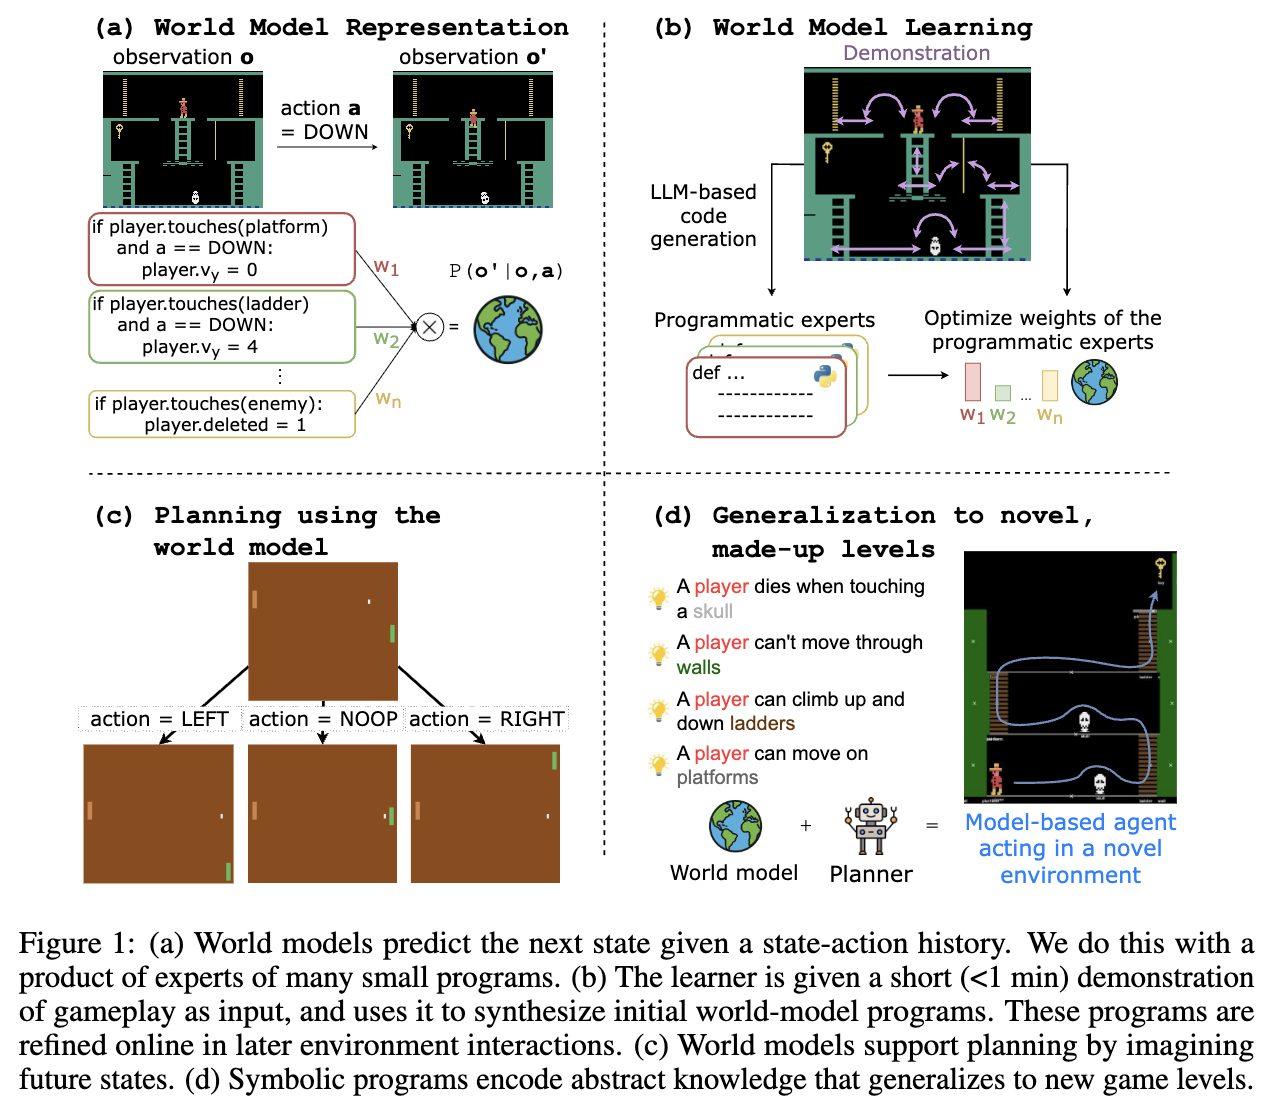 (a) World Model Representation
observation o
observation o'
action a
= DOWN
if player.touches(platform)
and a == DOWN:
player.vy = 0
if player.touches(ladder)
and a == DOWN:
player.vy = 4
⋮
if player.touches(enemy):
player.deleted = 1
w1
w2
wn
P(o'|o,a)
=
(b) World Model Learning
Demonstration
LLM-based
code
generation
Programmatic experts
def ...
Optimize weights of the
programmatic experts
w1 w2 ... wn
(c) Planning using the
world model
action = LEFT
action = NOOP
action = RIGHT
(d) Generalization to novel,
made-up levels
A player dies when touching
a skull
A player can't move through
walls
A player can climb up and
down ladders
A player can move on
platforms
World model
+
Planner
=
Model-based agent
acting in a novel
environment
Figure 1: (a) World models predict the next state given a state-action history. We do this with a
product of experts of many small programs. (b) The learner is given a short (<1 min) demonstration
of gameplay as input, and uses it to synthesize initial world-model programs. These programs are
refined online in later environment interactions. (c) World models support planning by imagining
future states. (d) Symbolic programs encode abstract knowledge that generalizes to new game levels.